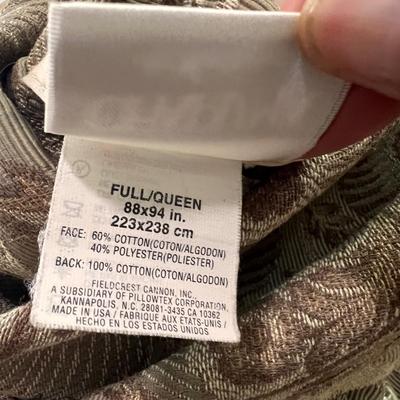 FULL/QUEEN
88x94 in.
223x238 cm
FACE: 60% COTTON(COTON/ALGODON)
40% POLYESTER(POLIESTER)
BACK: 100% COTTON(COTON/ALGODON)
FIELDCREST CANNON, INC.
A SUBSIDIARY OF PILLOWTEX CORPORATION
KANNAPOLIS, N.C. 28081-3435 CA 10362
MADE IN USA / FABRIQUE AUX ETATS-UNIS /
HECHO EN LOS ESTADOS UNIDOS